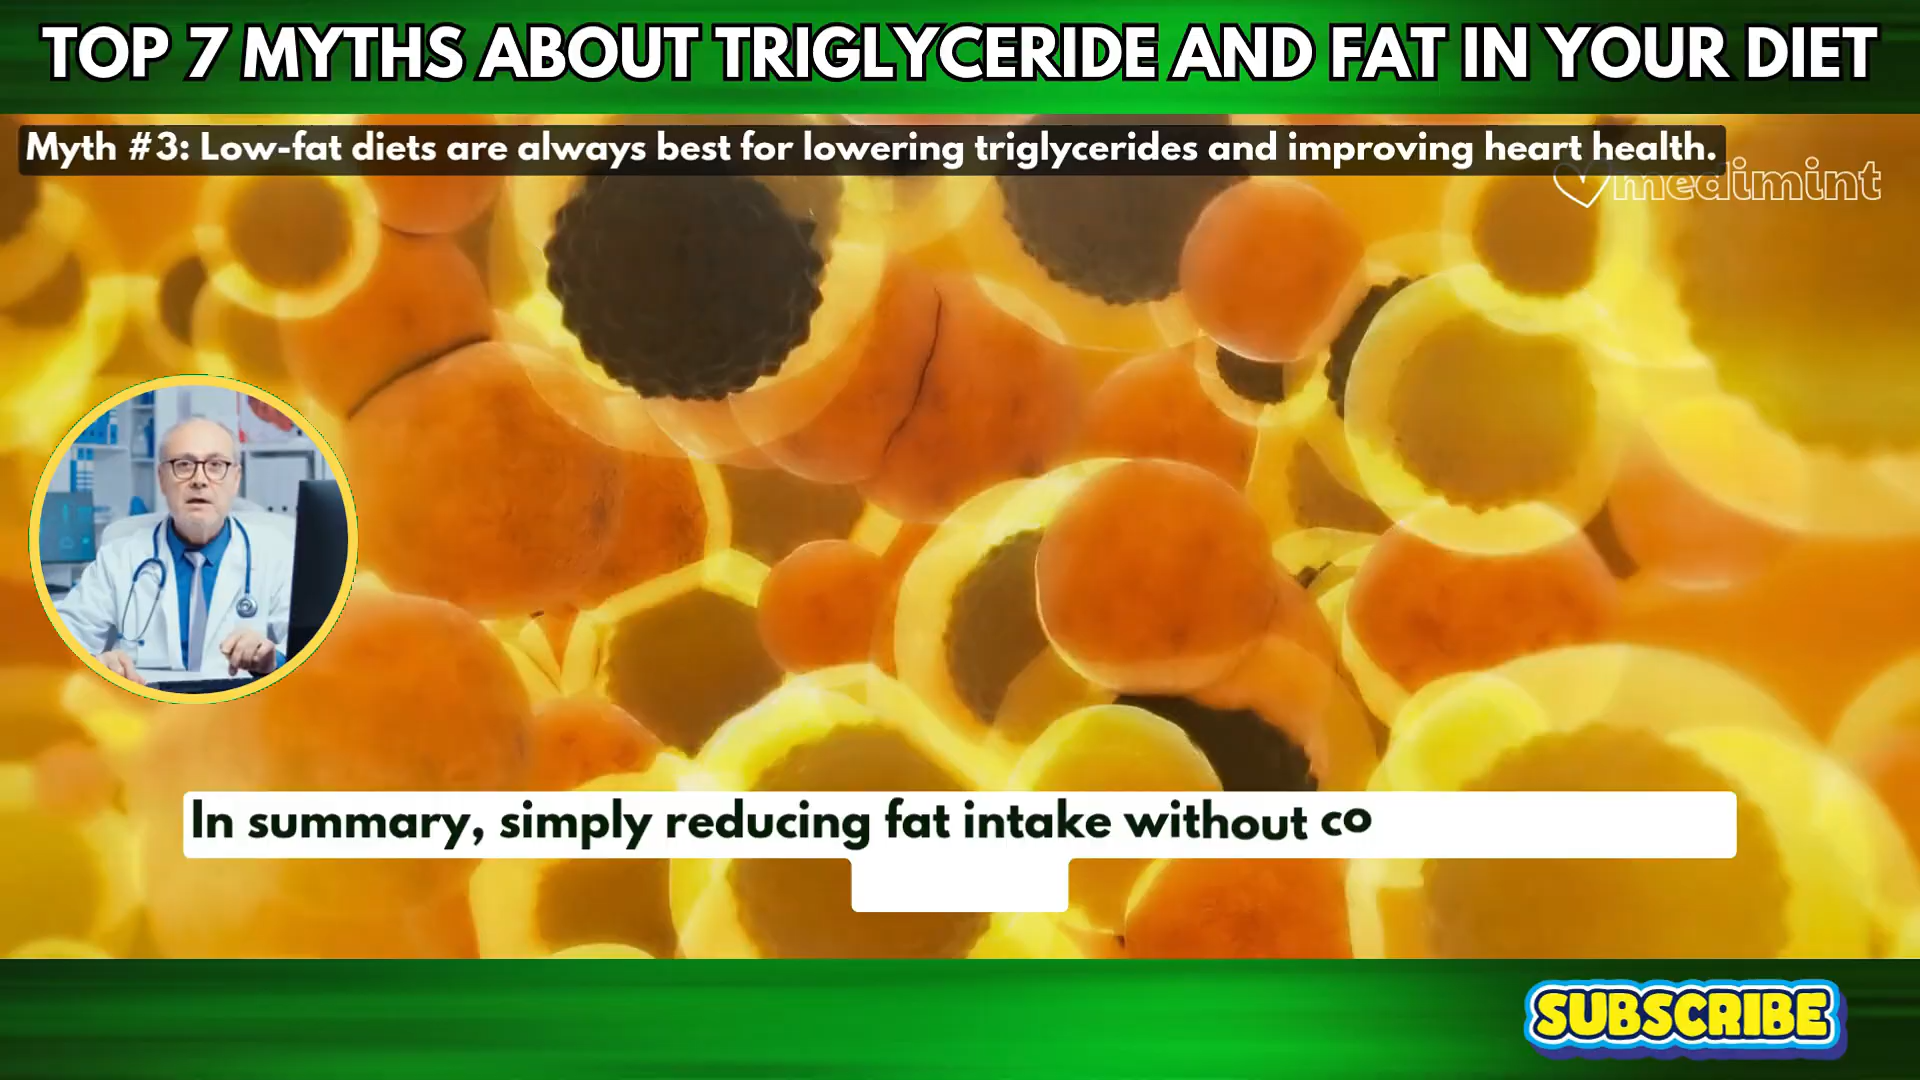 TOP 7 MYTHS ABOUT TRIGLYCERIDE AND FAT IN YOUR DIET
Myth #3: Low-fat diets are always best for lowering triglycerides and improving heart health.
medimint
In summary, simply reducing fat intake without co
SUBSCRIBE